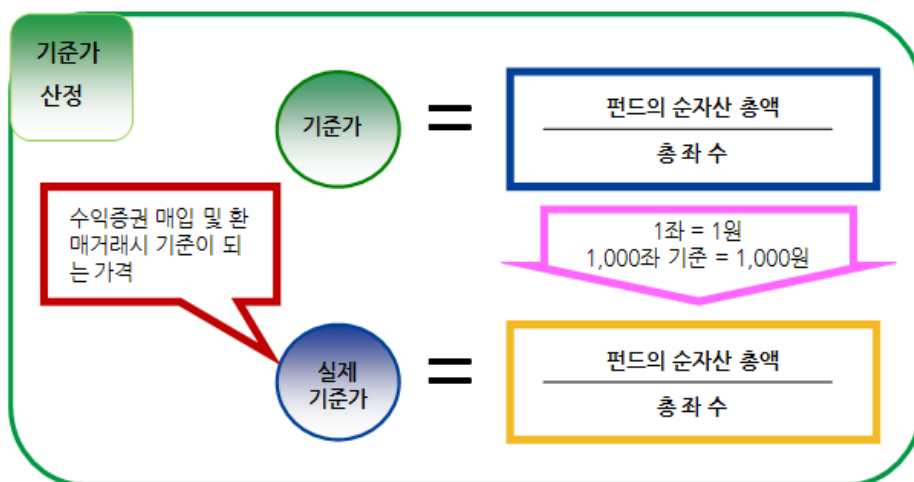 기준가
산정
기준가
=
펀드의 순자산 총액
총 좌 수
수익증권 매입 및 환
매거래시 기준이 되
는 가격
1좌 = 1원
1,000좌 기준 = 1,000원
실제
기준가
=
펀드의 순자산 총액
총 좌 수